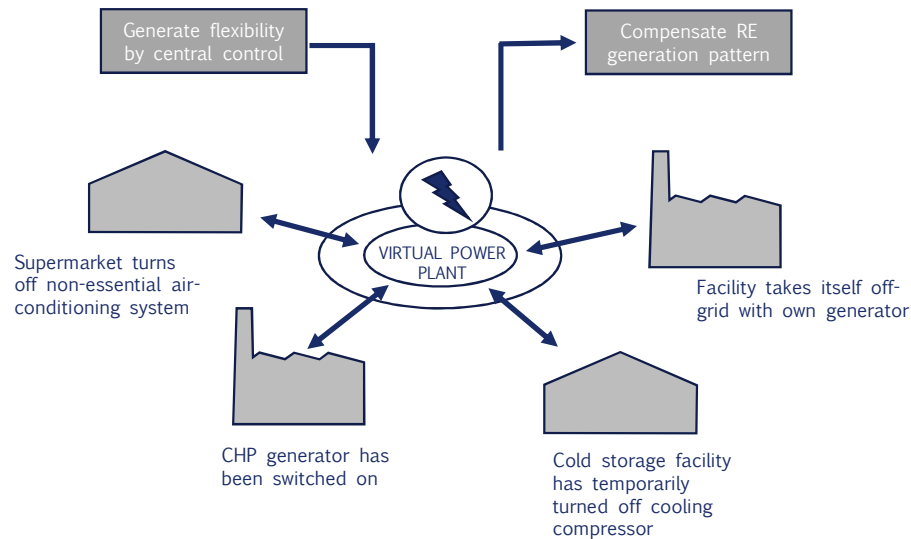 Generate flexibility
by central control
Compensate RE
generation pattern
VIRTUAL POWER
PLANT
Supermarket turns
off non-essential air-
conditioning system
Facility takes itself off-
grid with own generator
CHP generator has
been switched on
Cold storage facility
has temporarily
turned off cooling
compressor